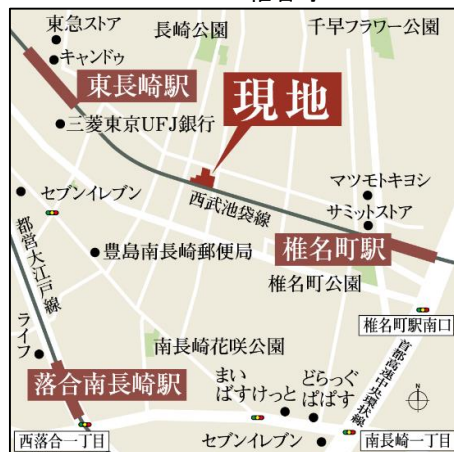 東急ストア
キャンドゥ
長崎公園
千早フラワー公園
東長崎駅
現地
三菱東京UFJ銀行
マツモトキヨシ
サミットストア
セブンイレブン
西武池袋線
都営大江戸線
豊島南長崎郵便局
椎名町駅
椎名町公園
ライフ
南長崎花咲公園
椎名町駅南口
首都高速中央環状線
落合南長崎駅
まい
ばすけっと
どらっぐ
ぱぱす
西落合一丁目
セブンイレブン
南長崎一丁目